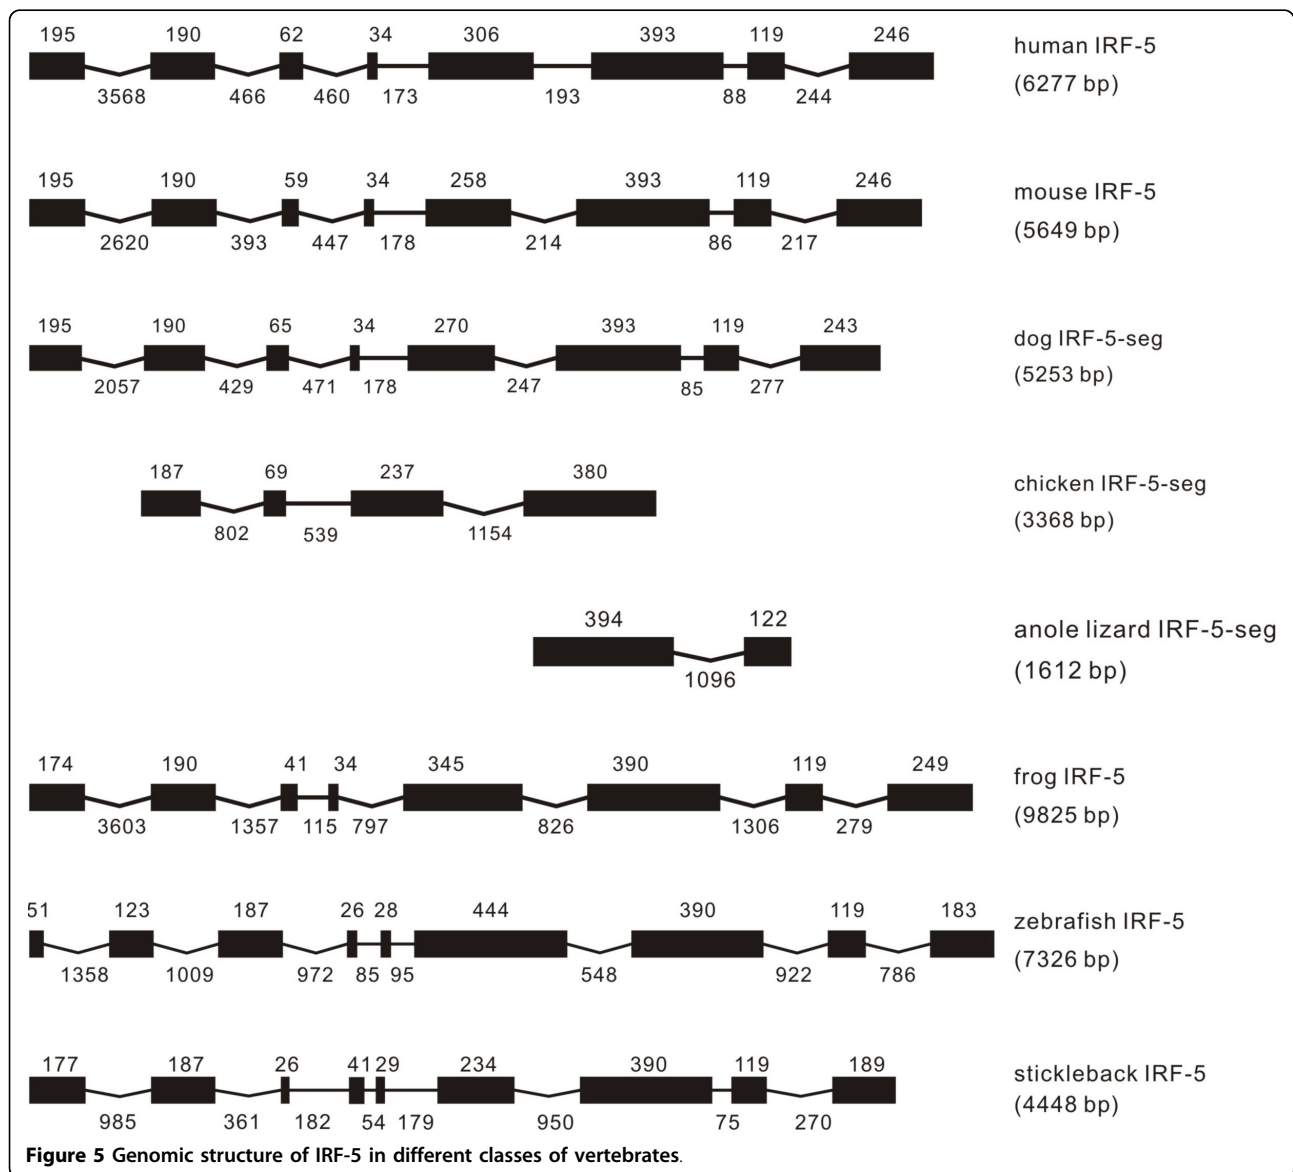 195 190 62 34 306 393 119 246
human IRF-5
3568 466 460 173 193 88 244
(6277 bp)
195 190 59 34 258 393 119 246
mouse IRF-5
2620 393 447 178 214 86 217
(5649 bp)
195 190 65 34 270 393 119 243
dog IRF-5-seg
2057 429 471 178 247 85 277
(5253 bp)
187 69 237 380
chicken IRF-5-seg
802 539 1154
(3368 bp)
394 122
anole lizard IRF-5-seg
1096
(1612 bp)
174 190 41 34 345 390 119 249
frog IRF-5
3603 1357 115 797 826 1306 279
(9825 bp)
51 123 187 26 28 444 390 119 183
zebrafish IRF-5
1358 1009 972 85 95 548 922 786
(7326 bp)
177 187 26 41 29 234 390 119 189
stickleback IRF-5
985 361 182 54 179 950 75 270
(4448 bp)
Figure 5 Genomic structure of IRF-5 in different classes of vertebrates.